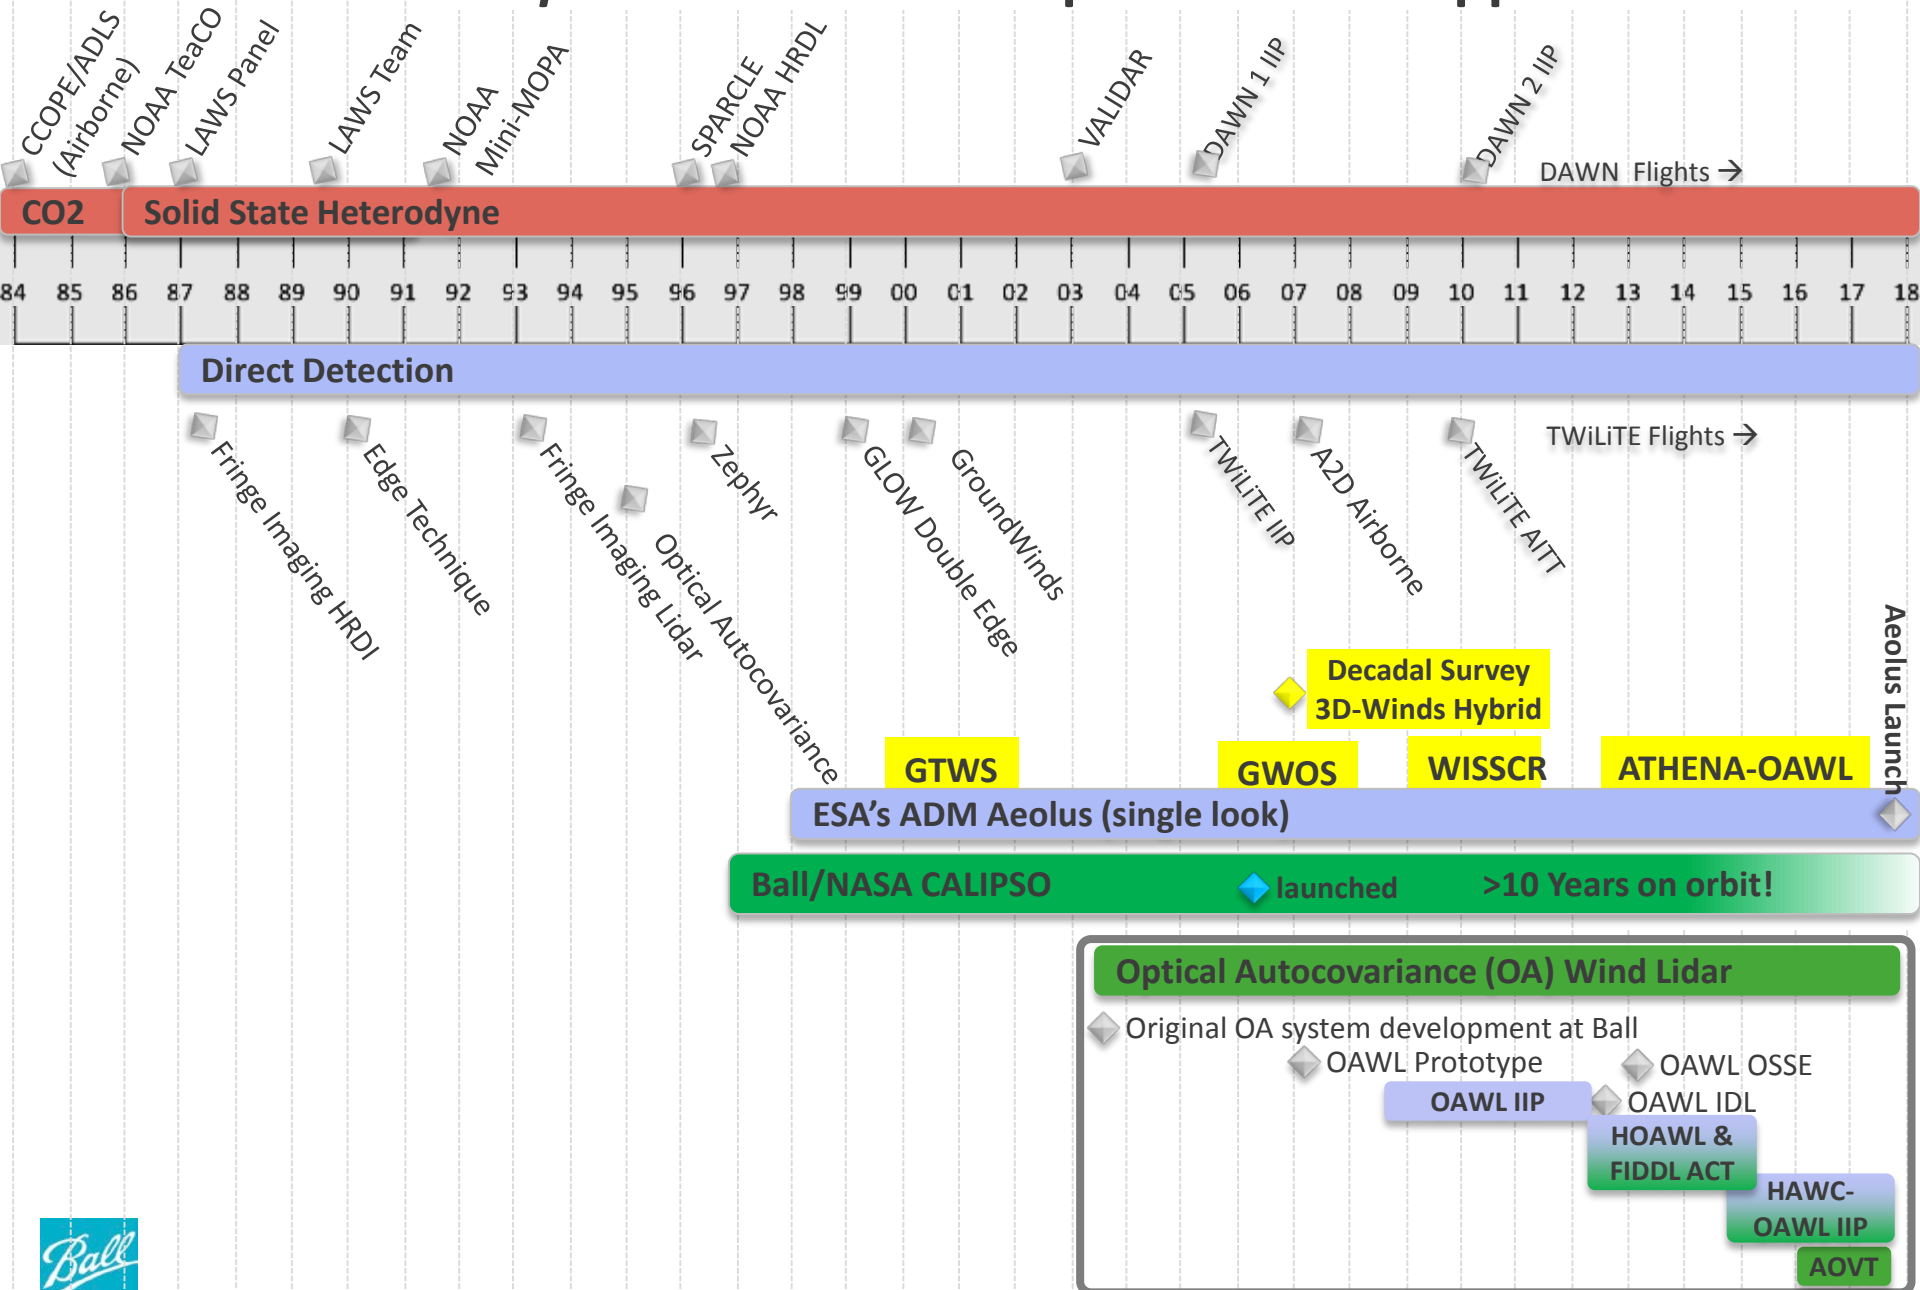 CCOPE/ADLS
(Airborne)
NOAA TeaCO
LAWS Panel
LAWS Team
NOAA
Mini-MOPA
SPARCLE
NOAA HRDL
VALIDAR
DAWN 1 IIP
DAWN 2 IIP
DAWN Flights →
CO2
Solid State Heterodyne
84 85 86 87 88 89 90 91 92 93 94 95 96 97 98 99 00 01 02 03 04 05 06 07 08 09 10 11 12 13 14 15 16 17 18
Direct Detection
Fringe Imaging HRDI
Edge Technique
Fringe Imaging Lidar
Optical Autocovariance
Zephyr
GLOW Double Edge
GroundWinds
TWiLiTE IIP
A2D Airborne
TWiLiTE AITT
TWiLiTE Flights →
Aeolus Launch
Decadal Survey
3D-Winds Hybrid
GTWS
GWOS
WISSCR
ATHENA-OAWL
ESA’s ADM Aeolus (single look)
Ball/NASA CALIPSO
launched
>10 Years on orbit!
Optical Autocovariance (OA) Wind Lidar
Original OA system development at Ball
OAWL Prototype
OAWL OSSE
OAWL IIP
OAWL IDL
HOAWL &
FIDDL ACT
HAWC-
OAWL IIP
AOVT
Ball